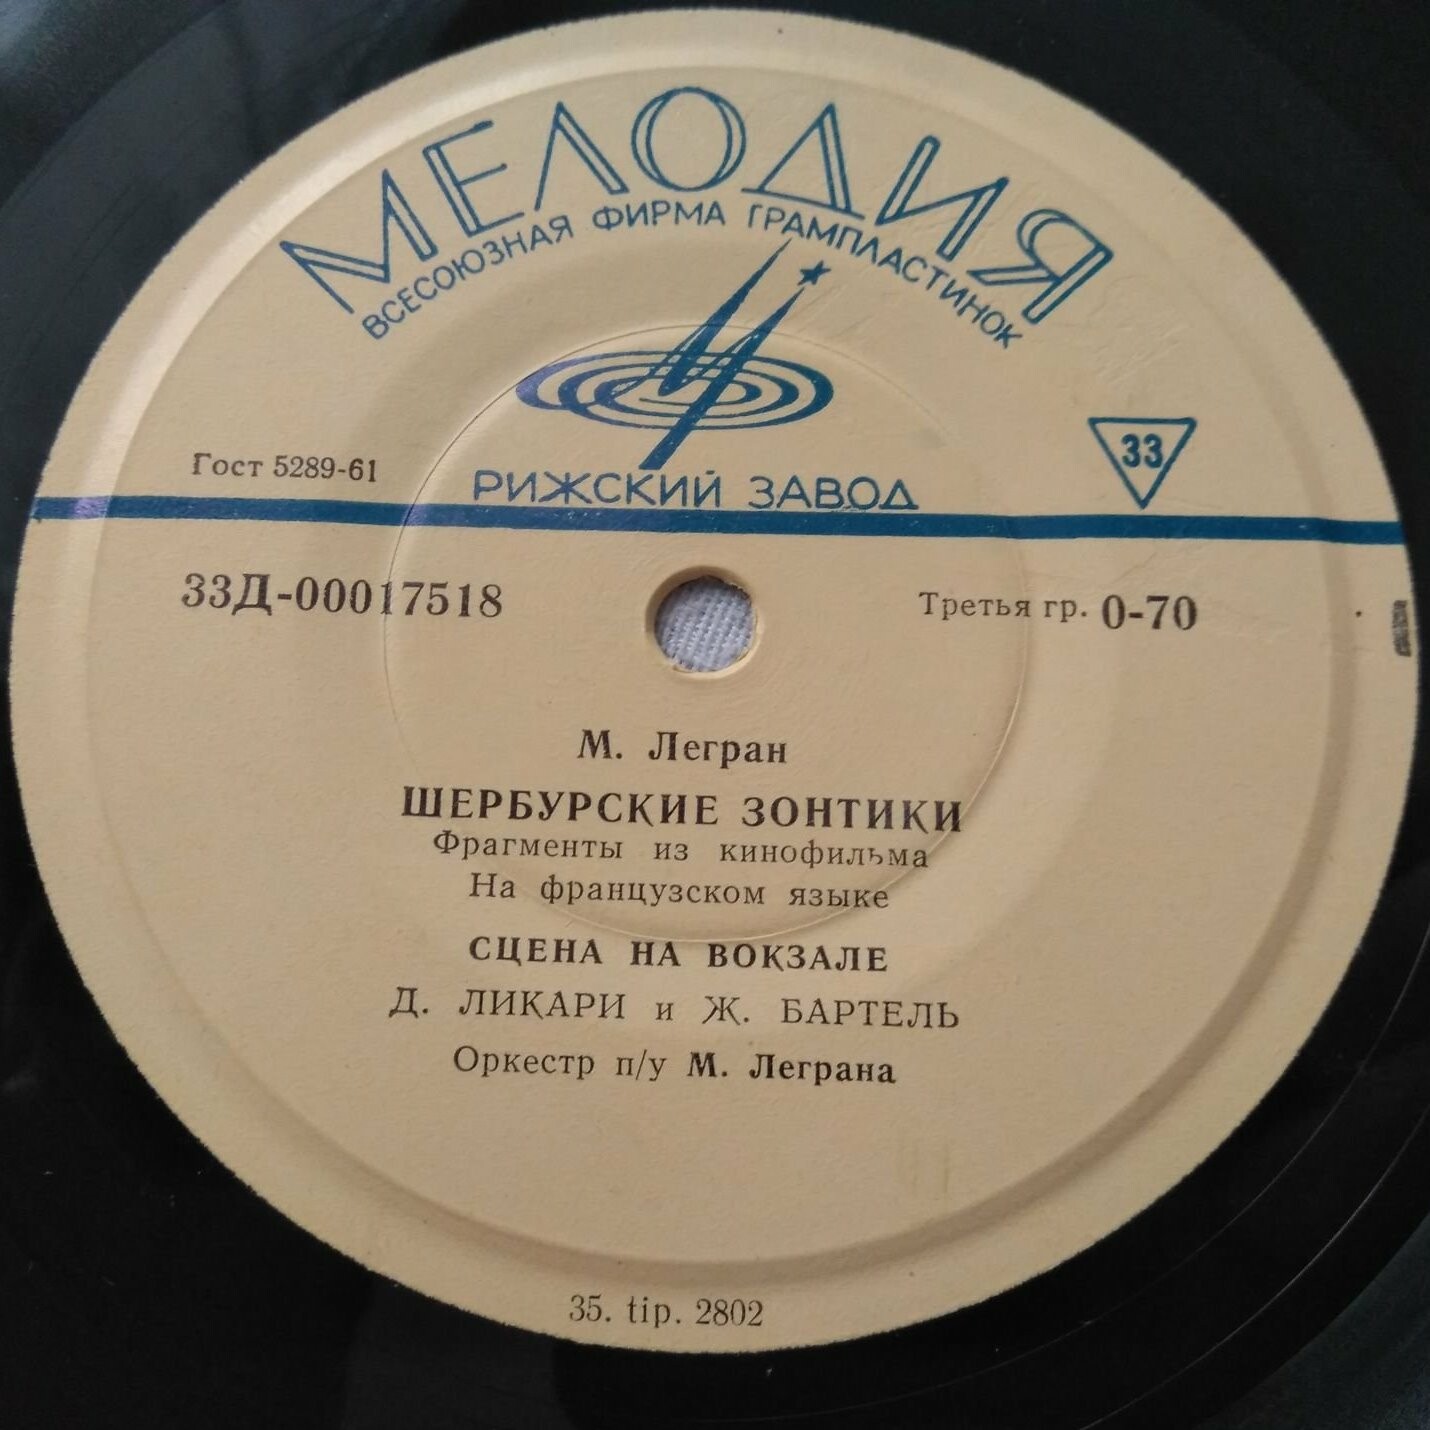 МЕЛОДИЯ
ВСЕСОЮЗНАЯ ФИРМА ГРАМПЛАСТИНОК
Гост 5289-61
РИЖСКИЙ ЗАВОД
33
33Д-00017518
Третья гр. 0-70
М. Легран
ШЕРБУРСКИЕ ЗОНТИКИ
Фрагменты из кинофильма
На французском языке
СЦЕНА НА ВОКЗАЛЕ
Д. ЛИКАРИ и Ж. БАРТЕЛЬ
Оркестр п/у М. Леграна
35. tip. 2802